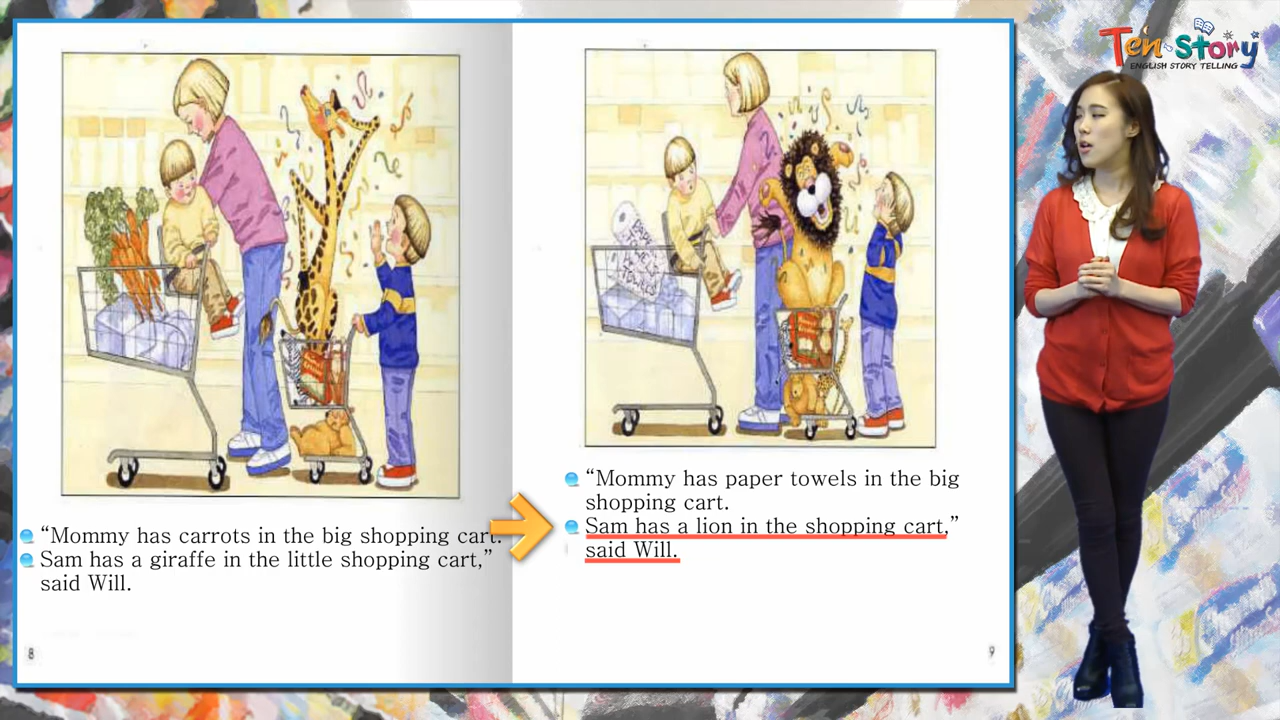 Ten Story
ENGLISH STORY TELLING
“Mommy has carrots in the big shopping cart.
Sam has a giraffe in the little shopping cart,”
said Will.
8
PAPER
TOWELS
“Mommy has paper towels in the big
shopping cart.
Sam has a lion in the shopping cart,”
said Will.
9